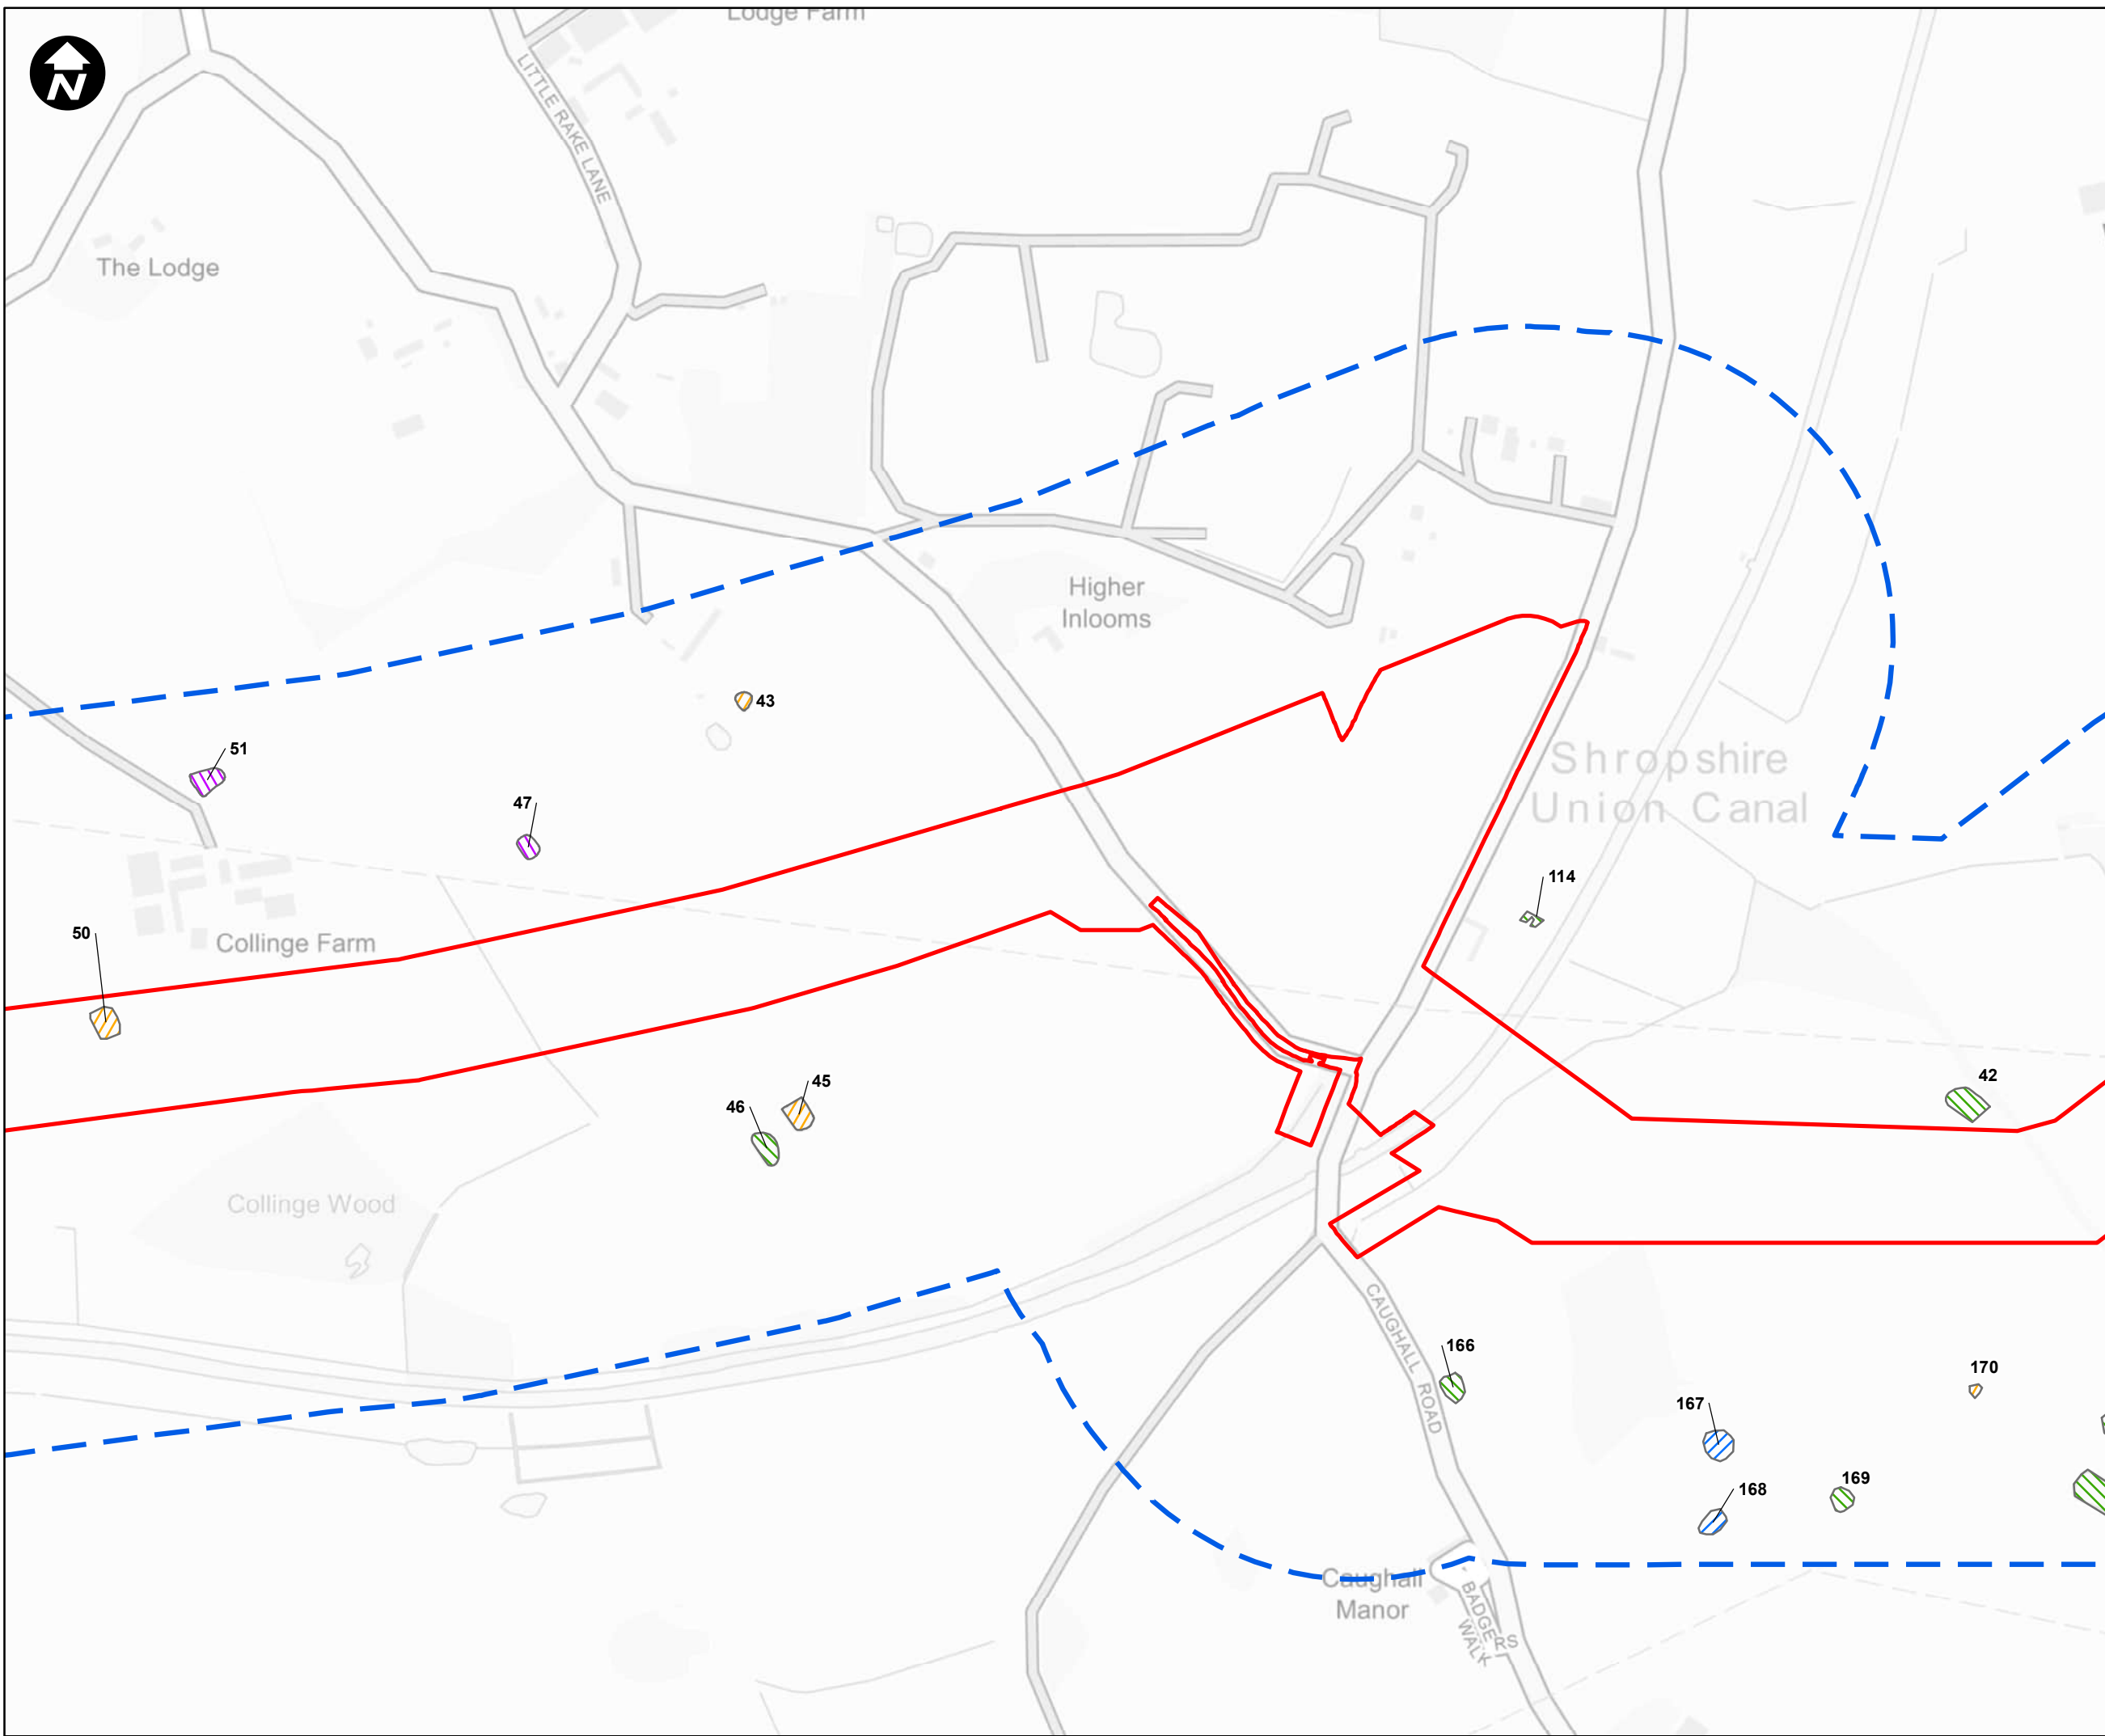 Lodge Farm
N
LITTLE RAKE LANE
The Lodge
Higher
Inlooms
43
51
47
Shropshire
Union Canal
114
50
Collinge Farm
42
45
46
Collinge Wood
CAUGHALL ROAD
166
170
167
169
168
Caughall
Manor
BADGERS
WALK